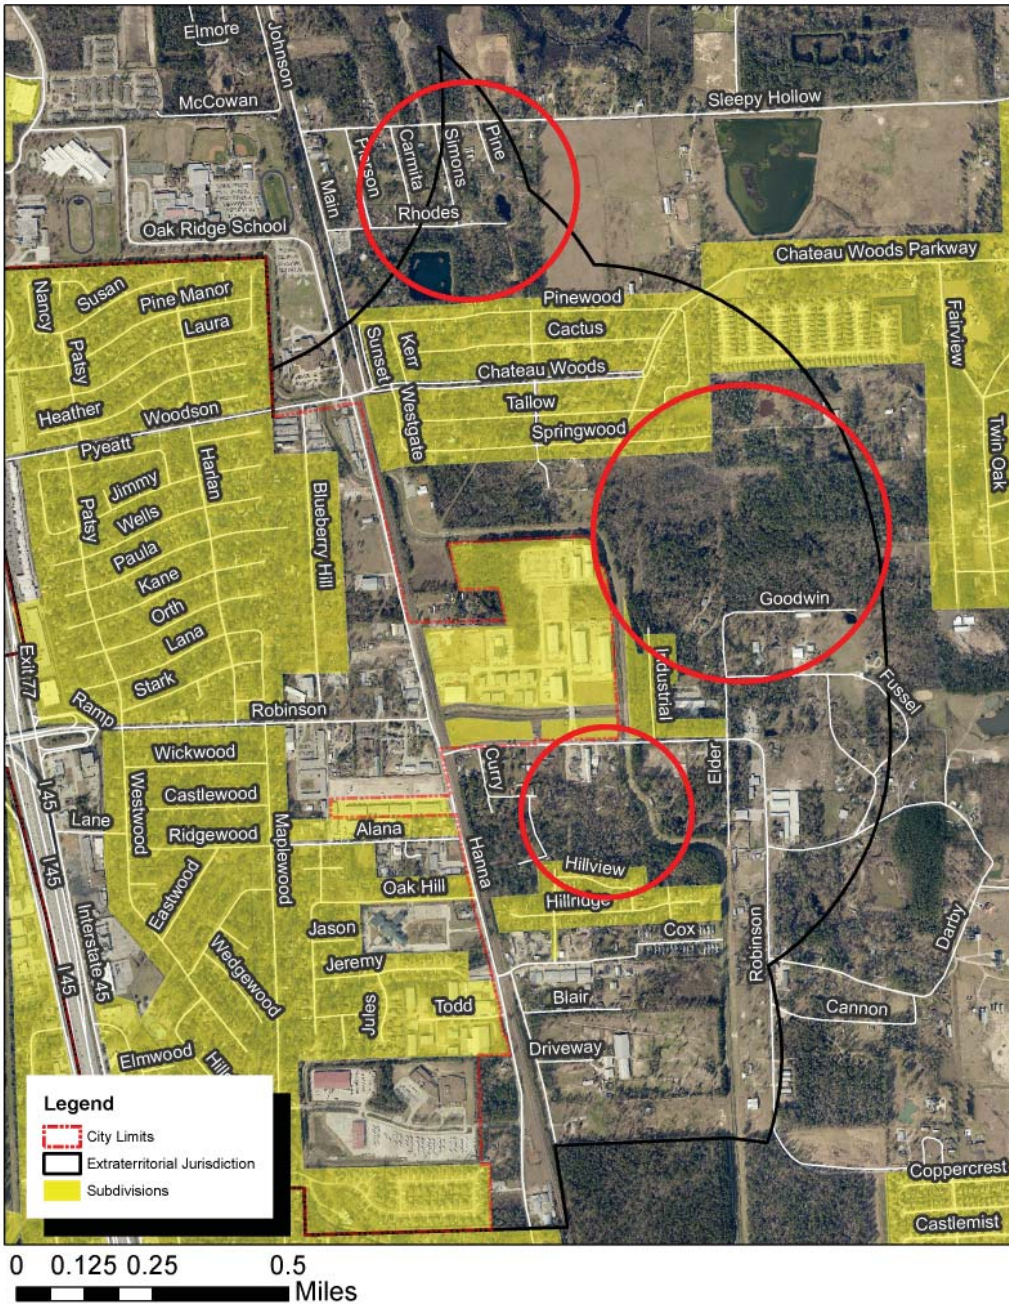 Elmore
Johnson
McCowan
Sleepy Hollow
Pierson
Carmita
Simons
Pine
Main
Rhodes
Oak Ridge School
Chateau Woods Parkway
Nancy
Susan
Pine Manor
Laura
Pinewood
Cactus
Fairview
Patsy
Sunset
Kerr
Chateau Woods
Heather
Woodson
Westgate
Tallow
Springwood
Pyeatt
Harlan
Twin Oak
Jimmy
Blueberry Hill
Patsy
Wells
Paula
Kane
Orth
Goodwin
Lana
Exit 77
Stark
Industrial
Fussel
Ramp
Robinson
Wickwood
Curry
Elder
I 45
Westwood
Castlewood
Lane
Ridgewood
Maplewood
Alana
Hanna
I 45
Hillview
Eastwood
Oak Hill
Hillridge
Interstate 45
Jason
Cox
Robinson
Darby
Wedgewood
Jeremy
I 45
Jules
Todd
Blair
Cannon
Elmwood
Driveway
Legend
City Limits
Extraterritorial Jurisdiction
Subdivisions
Coppercrest
Castlemist
0 0.125 0.25 0.5
Miles